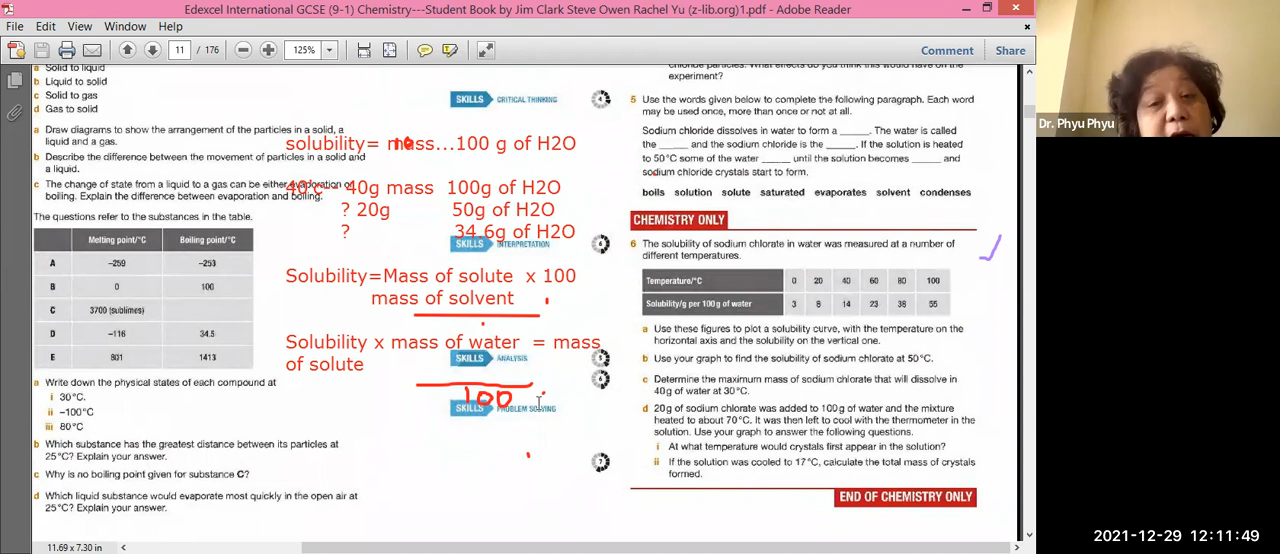 Edexcel International GCSE (9-1) Chemistry---Student Book by Jim Clark Steve Owen Rachel Yu (z-lib.org)1.pdf - Adobe Reader
File Edit View Window Help
11 / 176 125% Comment Share
a Solid to liquid
b Liquid to solid
c Solid to gas
d Gas to solid
SKILLS CRITICAL THINKING
4
a Draw diagrams to show the arrangement of the particles in a solid, a
liquid and a gas.
b Describe the difference between the movement of particles in a solid and
a liquid.
c The change of state from a liquid to a gas can be either evaporation or
boiling. Explain the difference between evaporation and boiling.
The questions refer to the substances in the table.
SKILLS INTERPRETATION
6
Melting point/°C Boiling point/°C
A −259 −253
B 0 100
C 3700 (sublimes)
D −116 34.5
E 801 1413
SKILLS ANALYSIS
5
6
a Write down the physical states of each compound at
i 30°C.
ii −100°C
iii 80°C
SKILLS PROBLEM SOLVING
b Which substance has the greatest distance between its particles at
25°C? Explain your answer.
7
c Why is no boiling point given for substance C?
d Which liquid substance would evaporate most quickly in the open air at
25°C? Explain your answer.
solubility= mass...100 g of H2O
10
40'c-- 40g mass 100g of H2O
? 20g 50g of H2O
? 34.6g of H2O
Solubility=Mass of solute x 100
mass of solvent
Solubility x mass of water = mass
of solute
100
chloride particles. What effects do you think this would have on the
experiment?
5 Use the words given below to complete the following paragraph. Each word
may be used once, more than once or not at all.
Sodium chloride dissolves in water to form a ______. The water is called
the ______ and the sodium chloride is the ______. If the solution is heated
to 50°C some of the water ______ until the solution becomes ______ and
sodium chloride crystals start to form.
boils solution solute saturated evaporates solvent condenses
CHEMISTRY ONLY
6 The solubility of sodium chlorate in water was measured at a number of
different temperatures.
Temperature/°C 0 20 40 60 80 100
Solubility/g per 100g of water 3 8 14 23 38 55
a Use these figures to plot a solubility curve, with the temperature on the
horizontal axis and the solubility on the vertical one.
b Use your graph to find the solubility of sodium chlorate at 50°C.
c Determine the maximum mass of sodium chlorate that will dissolve in
40g of water at 30°C.
d 20g of sodium chlorate was added to 100g of water and the mixture
heated to about 70°C. It was then left to cool with the thermometer in the
solution. Use your graph to answer the following questions.
i At what temperature would crystals first appear in the solution?
ii If the solution was cooled to 17°C, calculate the total mass of crystals
formed.
END OF CHEMISTRY ONLY
11.69 x 7.30 in
Dr. Phyu Phyu
2021-12-29 12:11:49